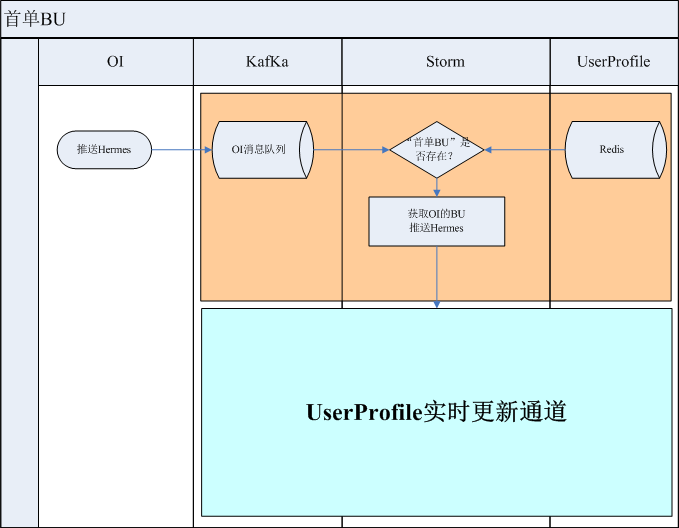 首单BU
OI
KafKa
Storm
UserProfile
推送Hermes
OI消息队列
“首单BU”是
否存在？
Redis
获取OI的BU
推送Hermes
UserProfile实时更新通道